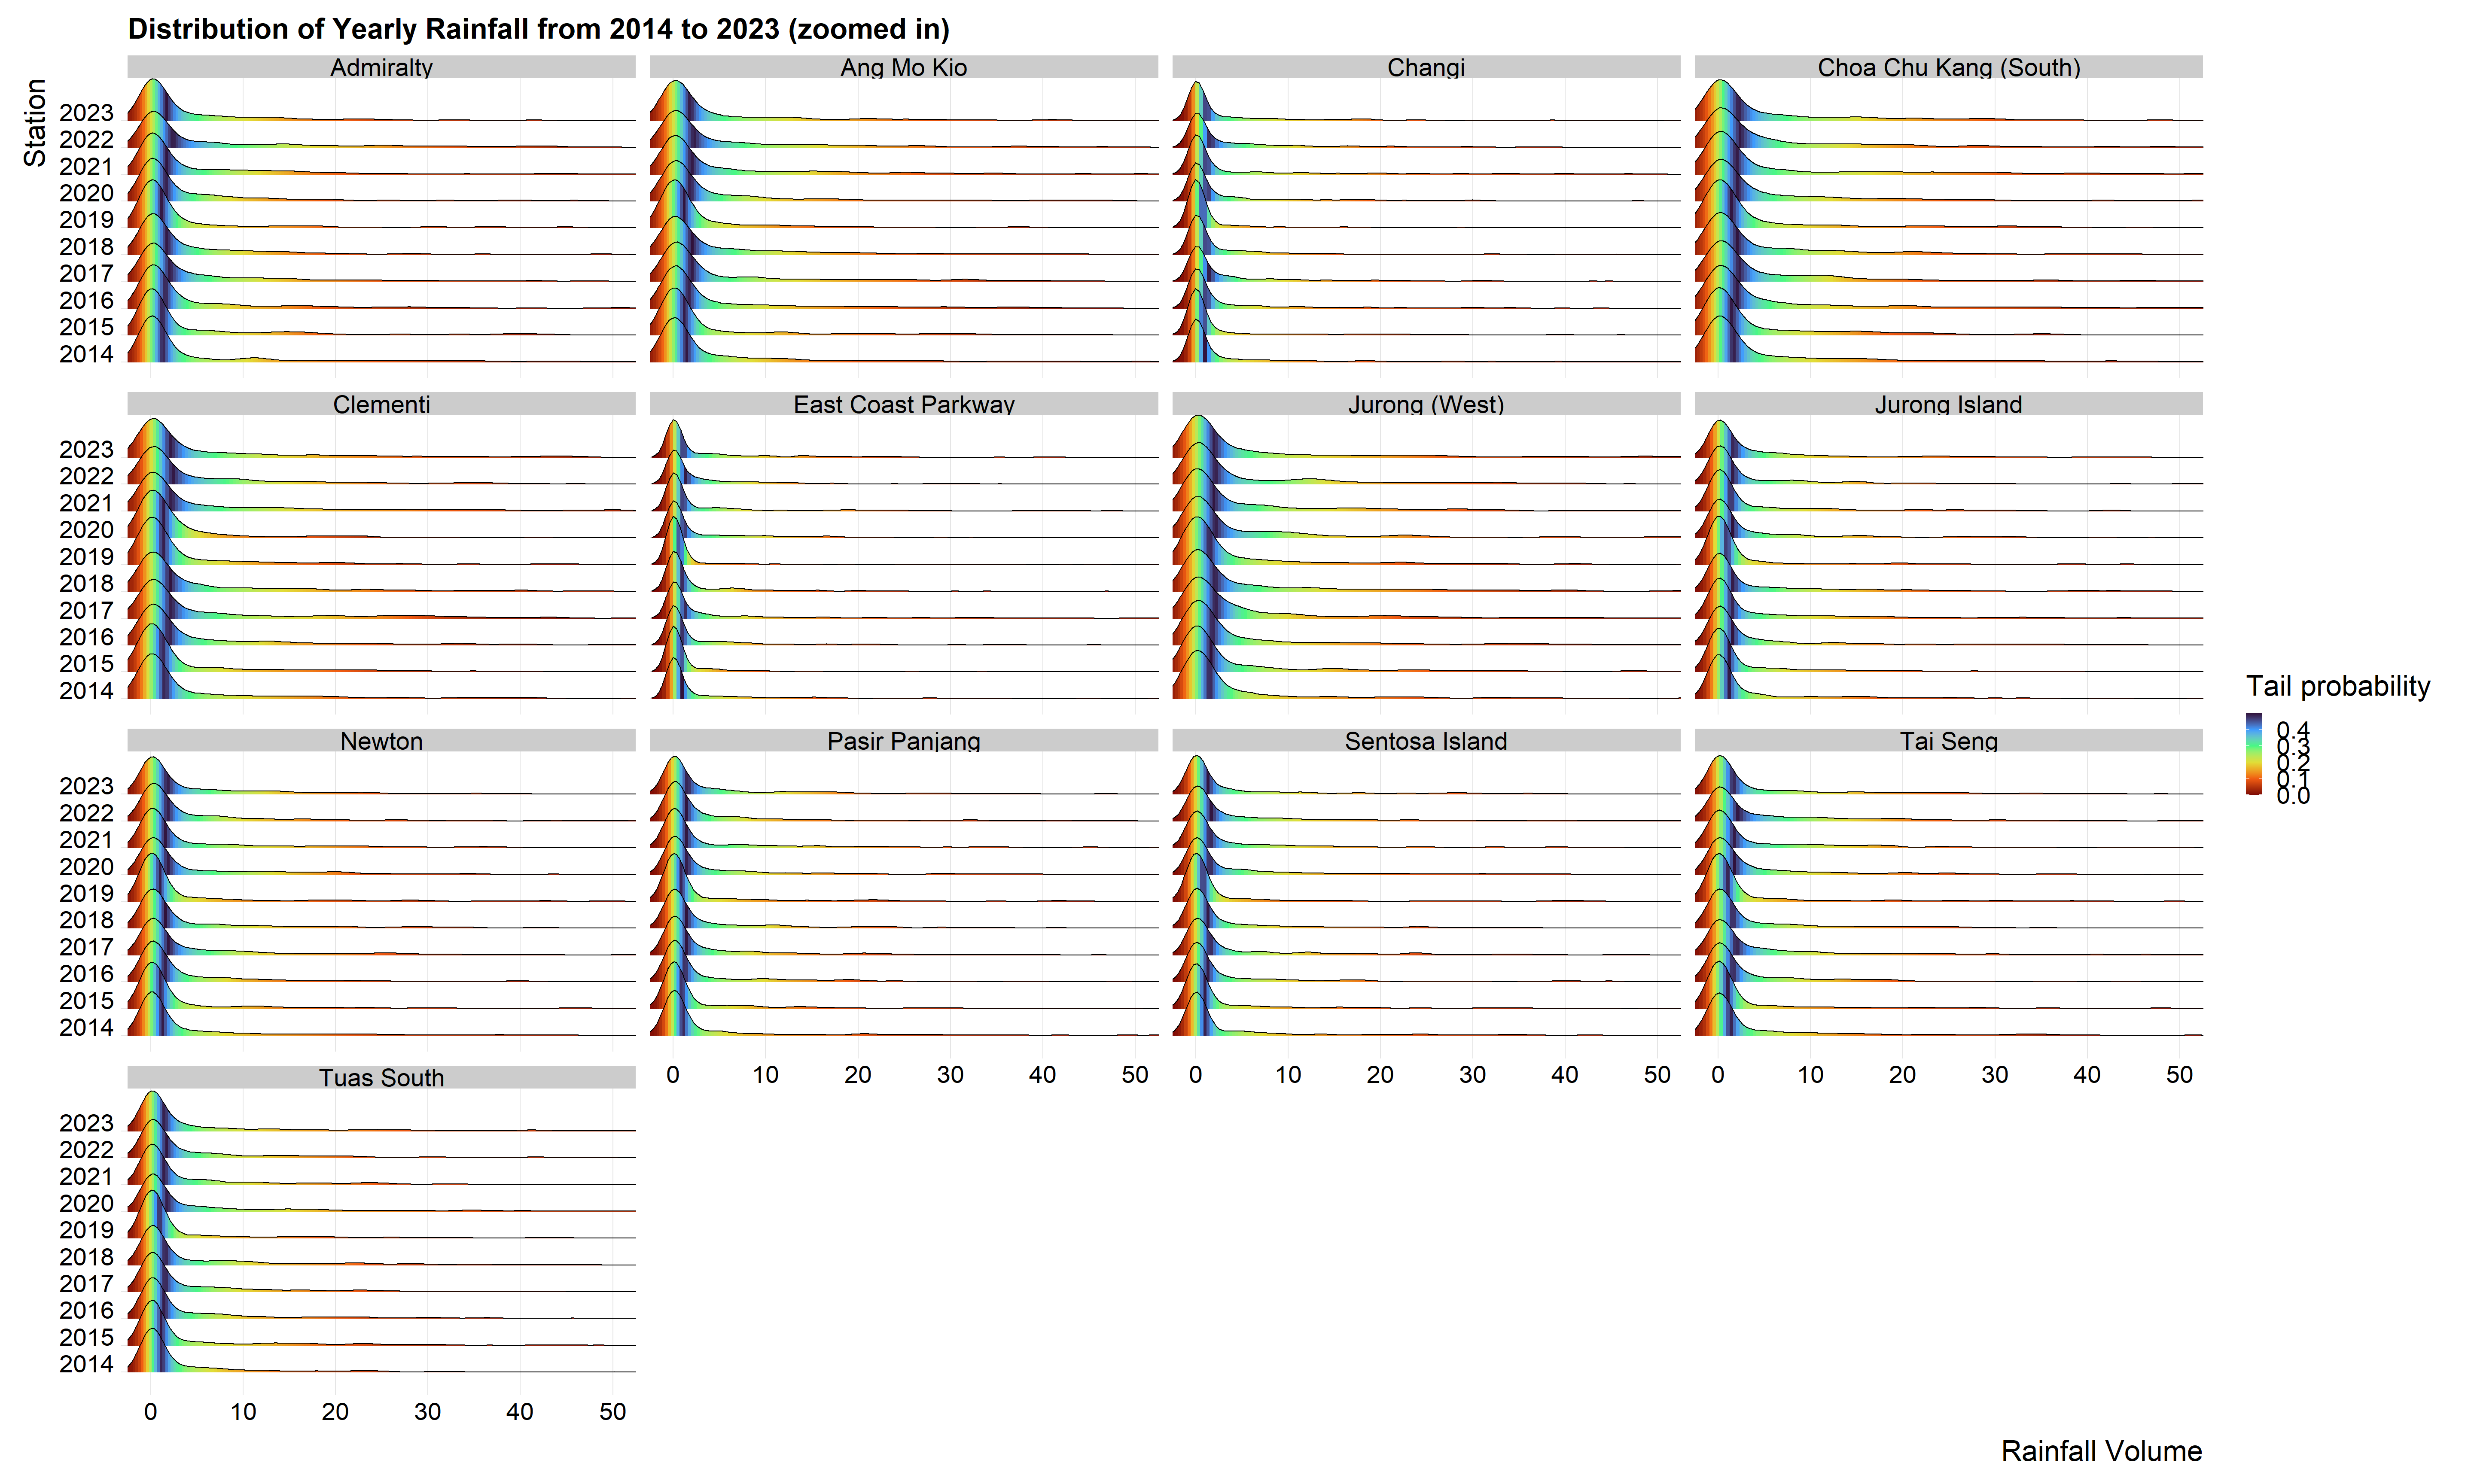 Distribution of Yearly Rainfall from 2014 to 2023 (zoomed in)
Station
Admiralty
Ang Mo Kio
Changi
Choa Chu Kang (South)
2023
2022
2021
2020
2019
2018
2017
2016
2015
2014
Clementi
East Coast Parkway
Jurong (West)
Jurong Island
2023
2022
2021
2020
2019
2018
2017
2016
2015
2014
Newton
Pasir Panjang
Sentosa Island
Tai Seng
2023
2022
2021
2020
2019
2018
2017
2016
2015
2014
0 10 20 30 40 50
0 10 20 30 40 50
0 10 20 30 40 50
Tuas South
2023
2022
2021
2020
2019
2018
2017
2016
2015
2014
0 10 20 30 40 50
Rainfall Volume
Tail probability
0.4
0.3
0.2
0.1
0.0